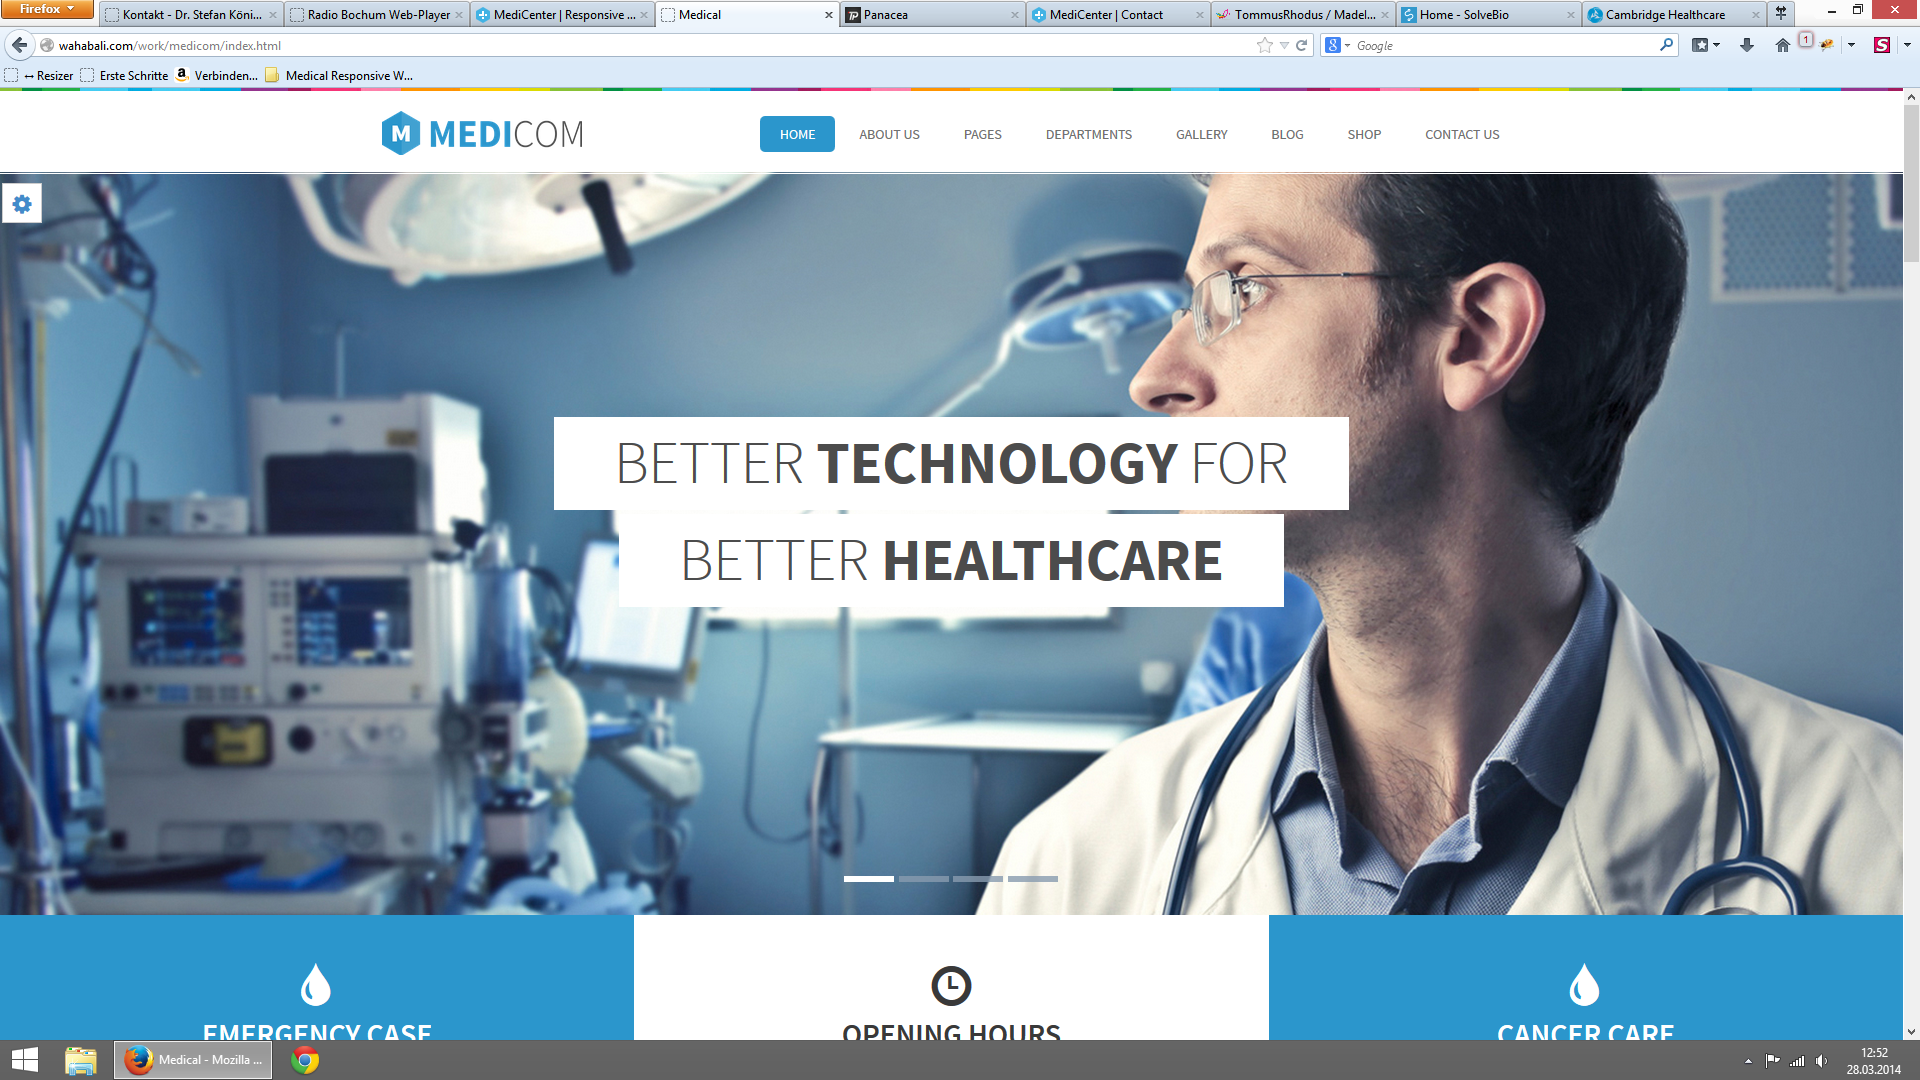 Firefox
Kontakt - Dr. Stefan Köni...
Radio Bochum Web-Player
MediCenter | Responsive ...
Medical
TP
Panacea
MediCenter | Contact
TommusRhodus / Madel...
Home - SolveBio
Cambridge Healthcare
wahabali.com/work/medicom/index.html
8
Google
1
S
↔ Resizer
Erste Schritte
a
Verbinden...
Medical Responsive W...
M
MEDICOM
HOME
ABOUT US
PAGES
DEPARTMENTS
GALLERY
BLOG
SHOP
CONTACT US
BETTER TECHNOLOGY FOR
BETTER HEALTHCARE
EMERGENCY CASE
OPENING HOURS
CANCER CARE
Medical - Mozilla ...
12:52
28.03.2014